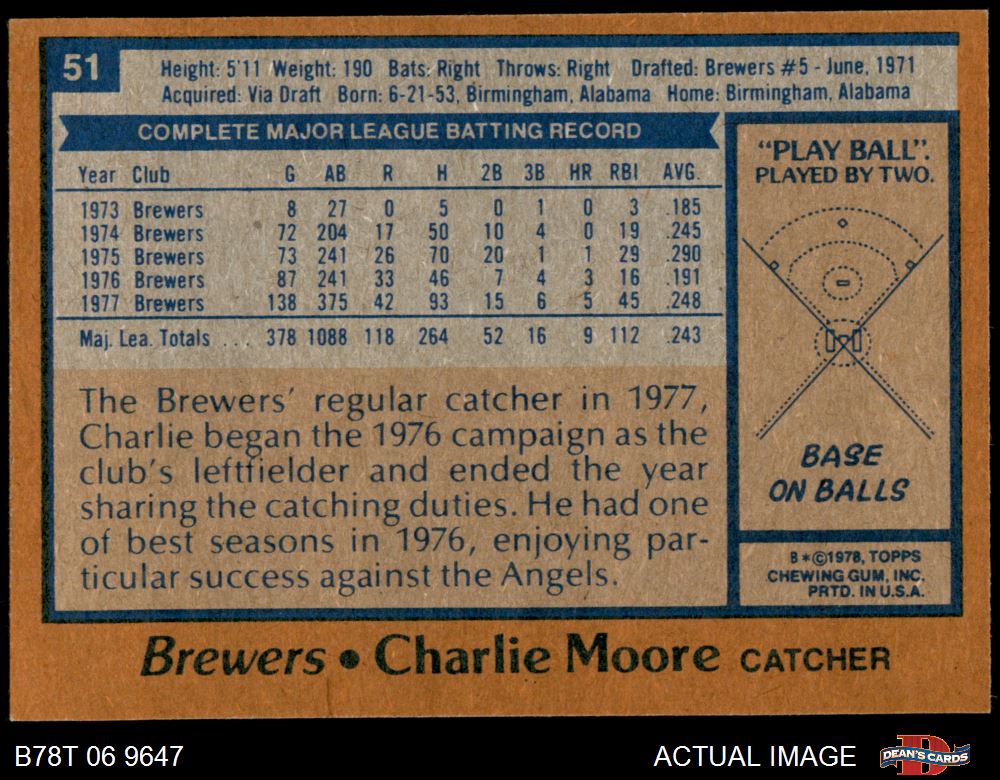 51
Height: 5'11 Weight: 190 Bats: Right Throws: Right Drafted: Brewers #5 - June, 1971
Acquired: Via Draft Born: 6-21-53, Birmingham, Alabama Home: Birmingham, Alabama
COMPLETE MAJOR LEAGUE BATTING RECORD
Year Club G AB R H 2B 3B HR RBI AVG.
1973 Brewers 8 27 0 5 0 1 0 3 .185
1974 Brewers 72 204 17 50 10 4 0 19 .245
1975 Brewers 73 241 26 70 20 1 1 29 .290
1976 Brewers 87 241 33 46 7 4 3 16 .191
1977 Brewers 138 375 42 93 15 6 5 45 .248
Maj. Lea. Totals ... 378 1088 118 264 52 16 9 112 .243
The Brewers' regular catcher in 1977,
Charlie began the 1976 campaign as the
club's leftfielder and ended the year
sharing the catching duties. He had one
of best seasons in 1976, enjoying par-
ticular success against the Angels.
"PLAY BALL".
PLAYED BY TWO.
BASE
ON BALLS
B*©1978, TOPPS
CHEWING GUM, INC.
PRTD. IN U.S.A.
Brewers • Charlie Moore CATCHER
B78T 06 9647
ACTUAL IMAGE
DEAN'S CARDS